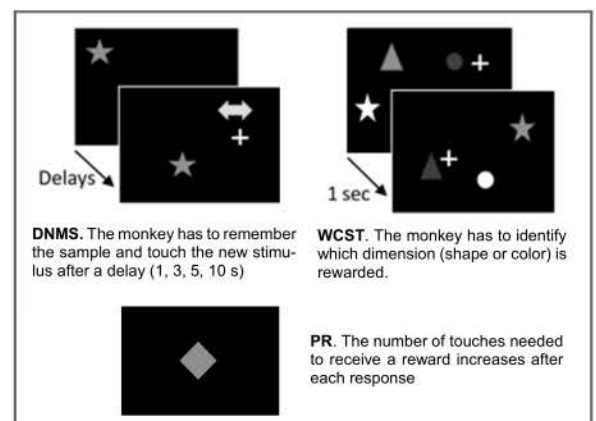 Delays
1 sec
DNMS. The monkey has to remember
the sample and touch the new stimu-
lus after a delay (1, 3, 5, 10 s)
WCST. The monkey has to identify
which dimension (shape or color) is
rewarded.
PR. The number of touches needed
to receive a reward increases after
each response